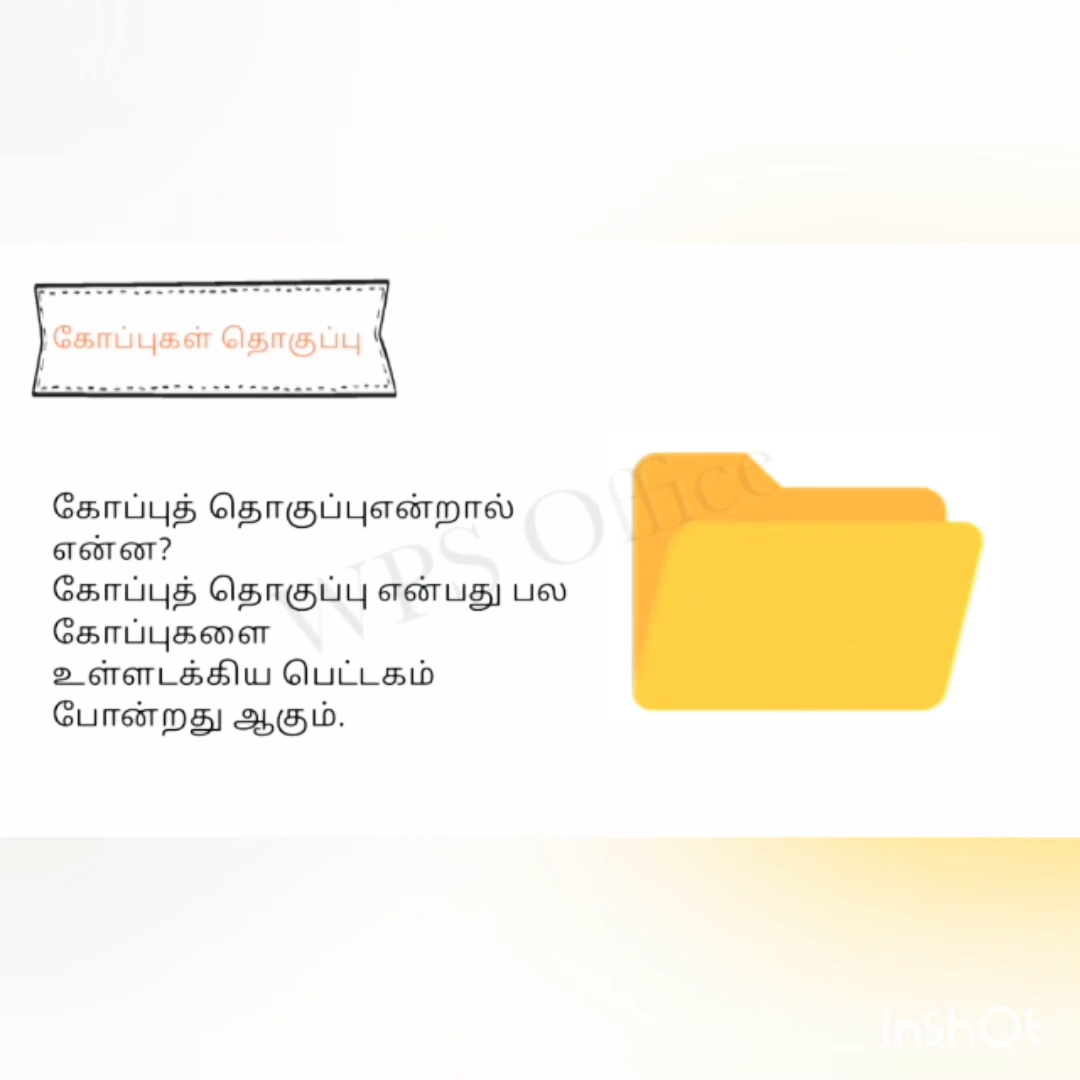 கோப்புகள் தொகுப்பு
கோப்புத் தொகுப்புஎன்றால்
என்ன?
கோப்புத் தொகுப்பு என்பது பல
கோப்புகளை
உள்ளடக்கிய பெட்டகம்
போன்றது ஆகும்.
WPS Office
InShOt